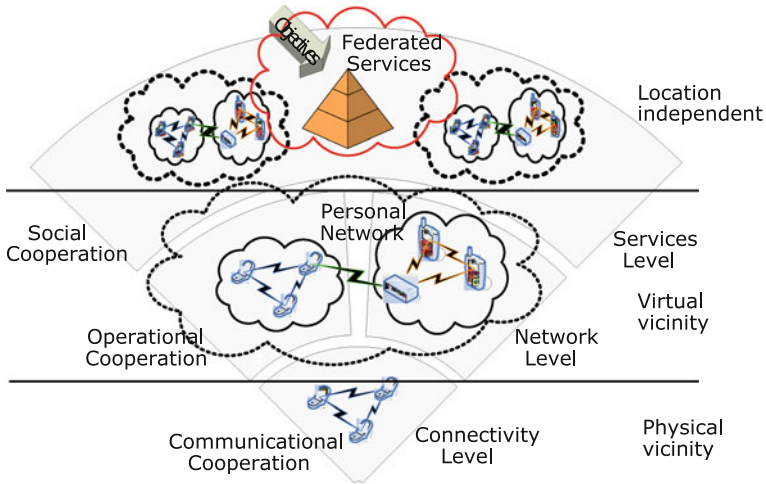 Objectives
Federated
Services
Location
independent
Social
Cooperation
Personal
Network
Services
Level
Virtual
vicinity
Operational
Cooperation
Network
Level
Communicational
Cooperation
Connectivity
Level
Physical
vicinity